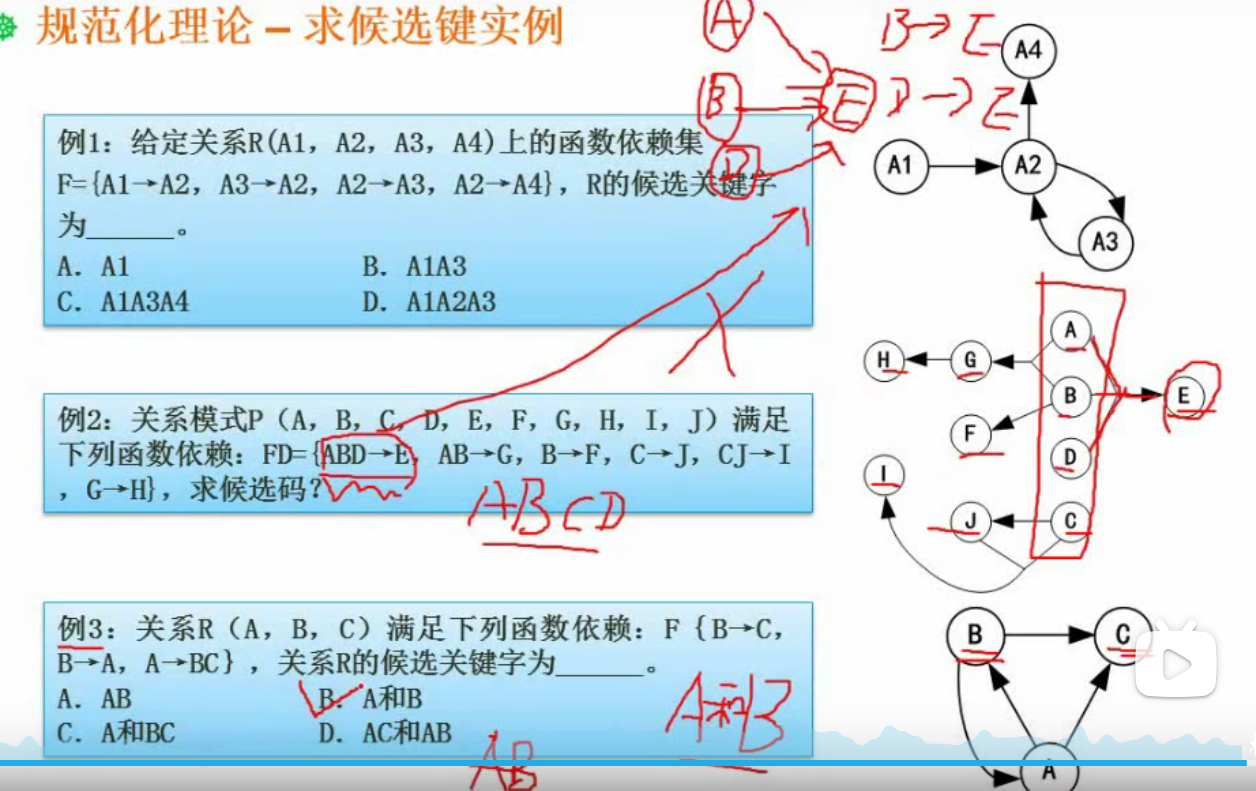 规范化理论 – 求候选键实例
例1：给定关系R(A1，A2，A3，A4)上的函数依赖集
F={A1→A2，A3→A2，A2→A3，A2→A4}，R的候选关键字
为______。
A. A1
B. A1A3
C. A1A3A4
D. A1A2A3
A
B
D
E
B→E
D→E
A4
A1
A2
A3
例2：关系模式P（A，B，C，D，E，F，G，H，I，J）满足
下列函数依赖：FD={ABD→E，AB→G，B→F，C→J，CJ→I
，G→H}，求候选码？
ABCD
A
H
G
B
E
F
D
I
J
C
例3：关系R（A，B，C）满足下列函数依赖：F｛B→C，
B→A，A→BC｝，关系R的候选关键字为______。
A. AB
B. A和B
C. A和BC
D. AC和AB
A和B
AB
B
C
A